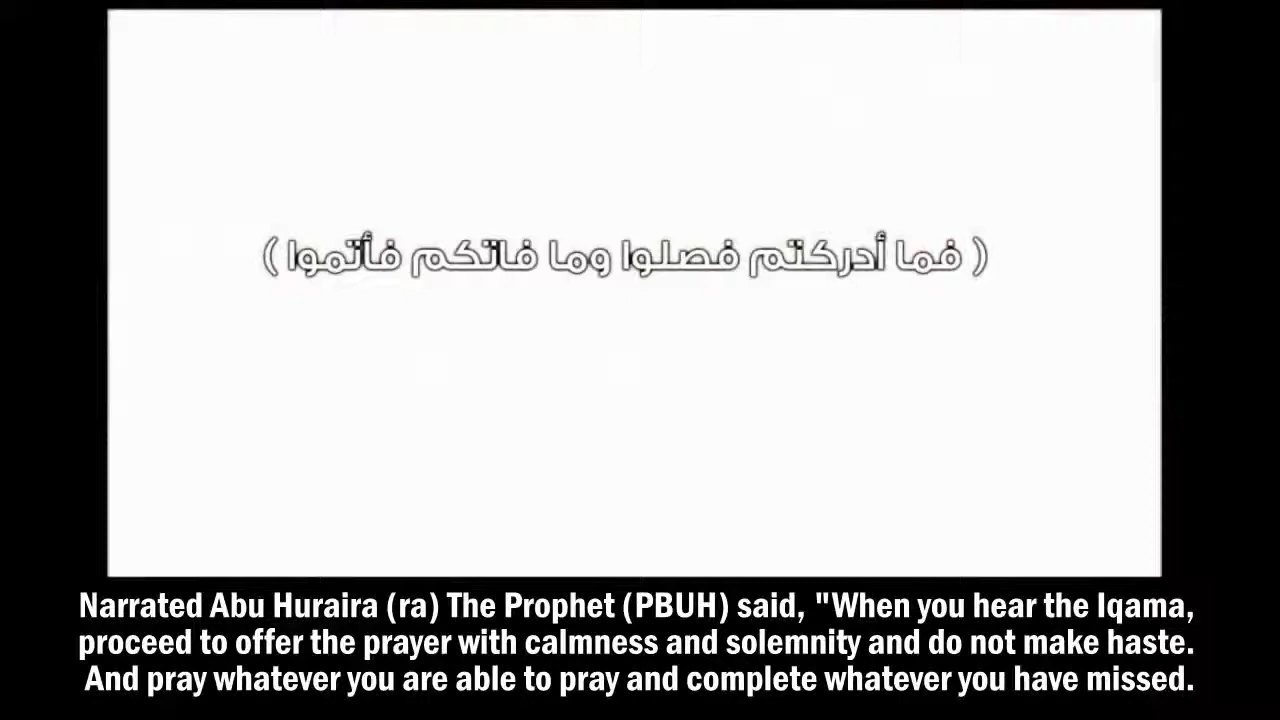 ( فما أدركتم فصلوا وما فاتكم فأتموا )
Narrated Abu Huraira (ra) The Prophet (PBUH) said, "When you hear the Iqama,
proceed to offer the prayer with calmness and solemnity and do not make haste.
And pray whatever you are able to pray and complete whatever you have missed.